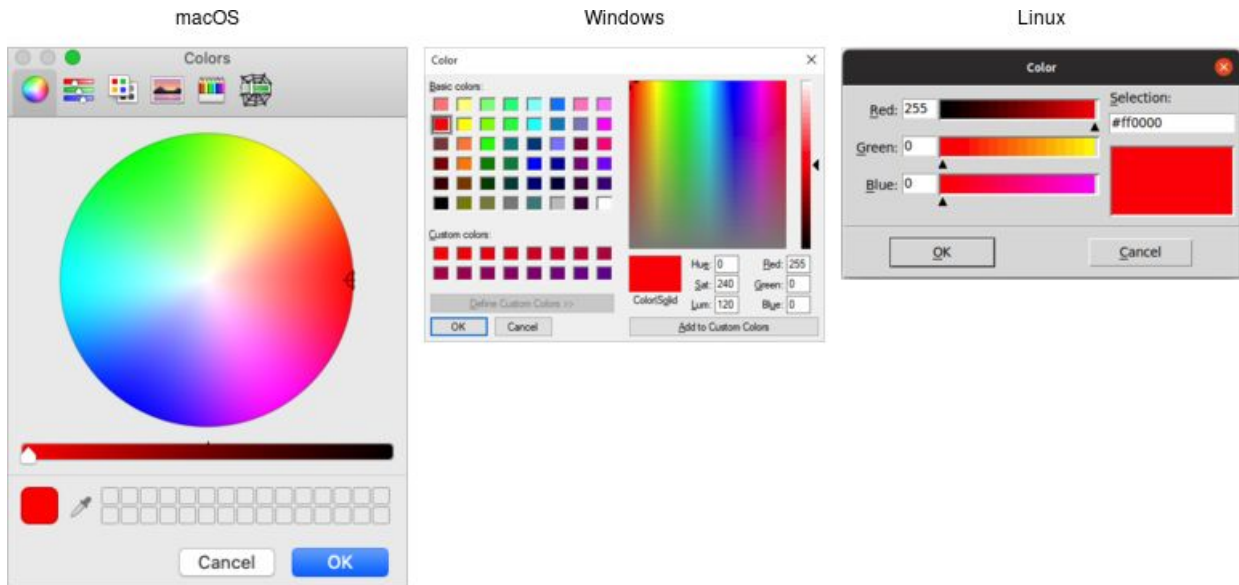 macOS
Windows
Linux
Colors
Cancel
OK
Color
Basic colors:
Custom colors:
Define Custom Colors >>
OK
Cancel
Color|Solid
Hue: 0
Sat: 240
Lum: 120
Red: 255
Green: 0
Blue: 0
Add to Custom Colors
Color
Red: 255
Green: 0
Blue: 0
Selection:
#ff0000
OK
Cancel